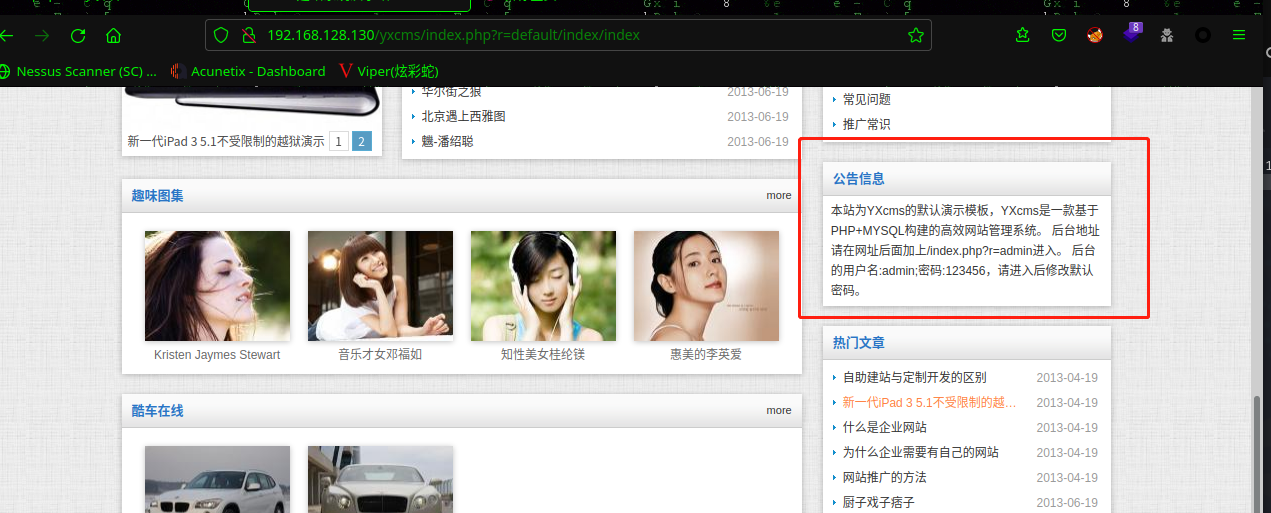 192.168.128.130/yxcms/index.php?r=default/index/index
8
Nessus Scanner (SC) ...
Acunetix - Dashboard
Viper(炫彩蛇)
新一代iPad 3 5.1不受限制的越狱演示 1 2
华尔街之狼 2013-06-19
北京遇上西雅图 2013-06-19
魕-潘绍聪 2013-06-19
常见问题
推广常识
趣味图集 more
Kristen Jaymes Stewart
音乐才女邓福如
知性美女桂纶镁
惠美的李英爱
酷车在线 more
公告信息
本站为YXcms的默认演示模板，YXcms是一款基于
PHP+MYSQL构建的高效网站管理系统。 后台地址
请在网址后面加上/index.php?r=admin进入。 后台
的用户名:admin;密码:123456，请进入后修改默认
密码。
热门文章
自助建站与定制开发的区别 2013-04-19
新一代iPad 3 5.1不受限制的越... 2013-04-19
什么是企业网站 2013-04-19
为什么企业需要有自己的网站 2013-04-19
网站推广的方法 2013-04-19
厨子戏子痞子 2013-06-19